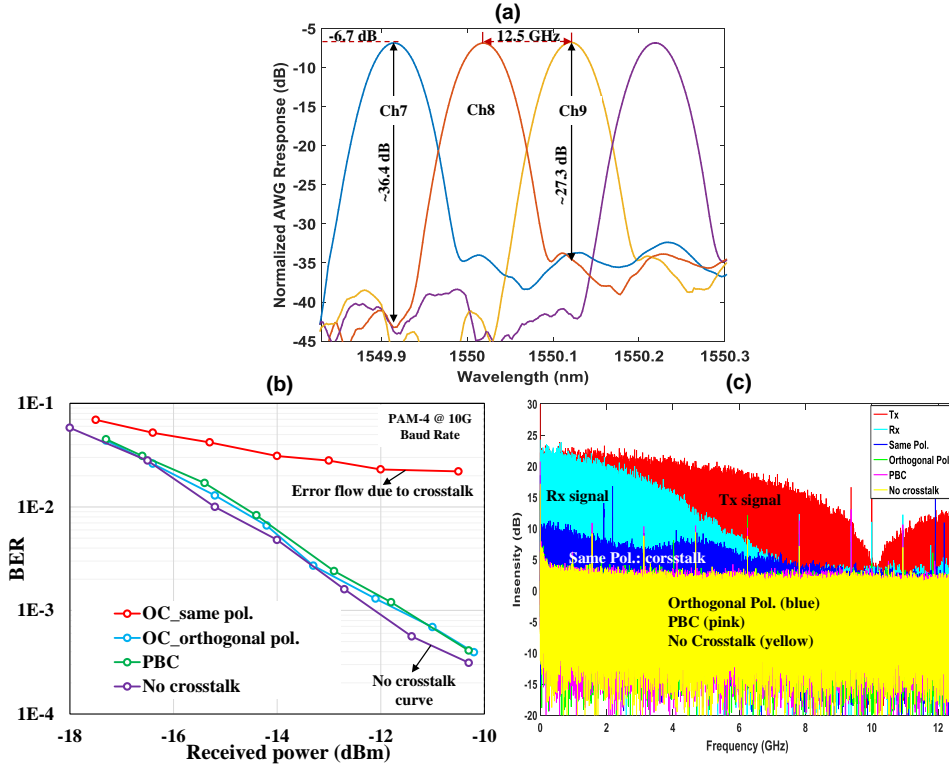 (a)
-5
-10
-15
-20
-25
-30
-35
-40
-45
Normalized AWG Rresponse (dB)
-6.7 dB
12.5 GHz
Ch7
Ch8
Ch9
~36.4 dB
~27.3 dB
1549.9
1550
1550.1
1550.2
1550.3
Wavelength (nm)
(b)
1E-1
1E-2
1E-3
1E-4
BER
PAM-4 @ 10G
Baud Rate
Error flow due to crosstalk
OC_same pol.
OC_orthogonal pol.
PBC
No crosstalk
No crosstalk
curve
-18
-16
-14
-12
-10
Received power (dBm)
(c)
30
25
20
15
10
5
0
-5
-10
-15
-20
Insensity (dB)
Tx
Rx
Same Pol.
Orthogonal Pol
PBC
No crosstalk
Rx signal
Tx signal
Same Pol.: corsstalk
Orthogonal Pol. (blue)
PBC (pink)
No Crosstalk (yellow)
0
2
4
6
8
10
12
Frequency (GHz)